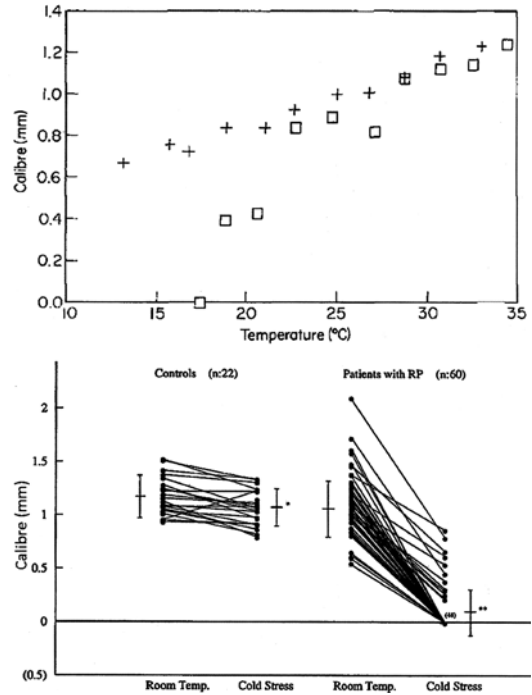 1.4
1.2
1.0
0.8
0.6
0.4
0.2
0.0
Calibre (mm)
10 15 20 25 30 35
Temperature (°C)
Controls (n:22) Patients with RP (n:60)
2
1.5
1
0.5
0
(0.5)
Calibre (mm)
*
**
Room Temp. Cold Stress Room Temp. Cold Stress